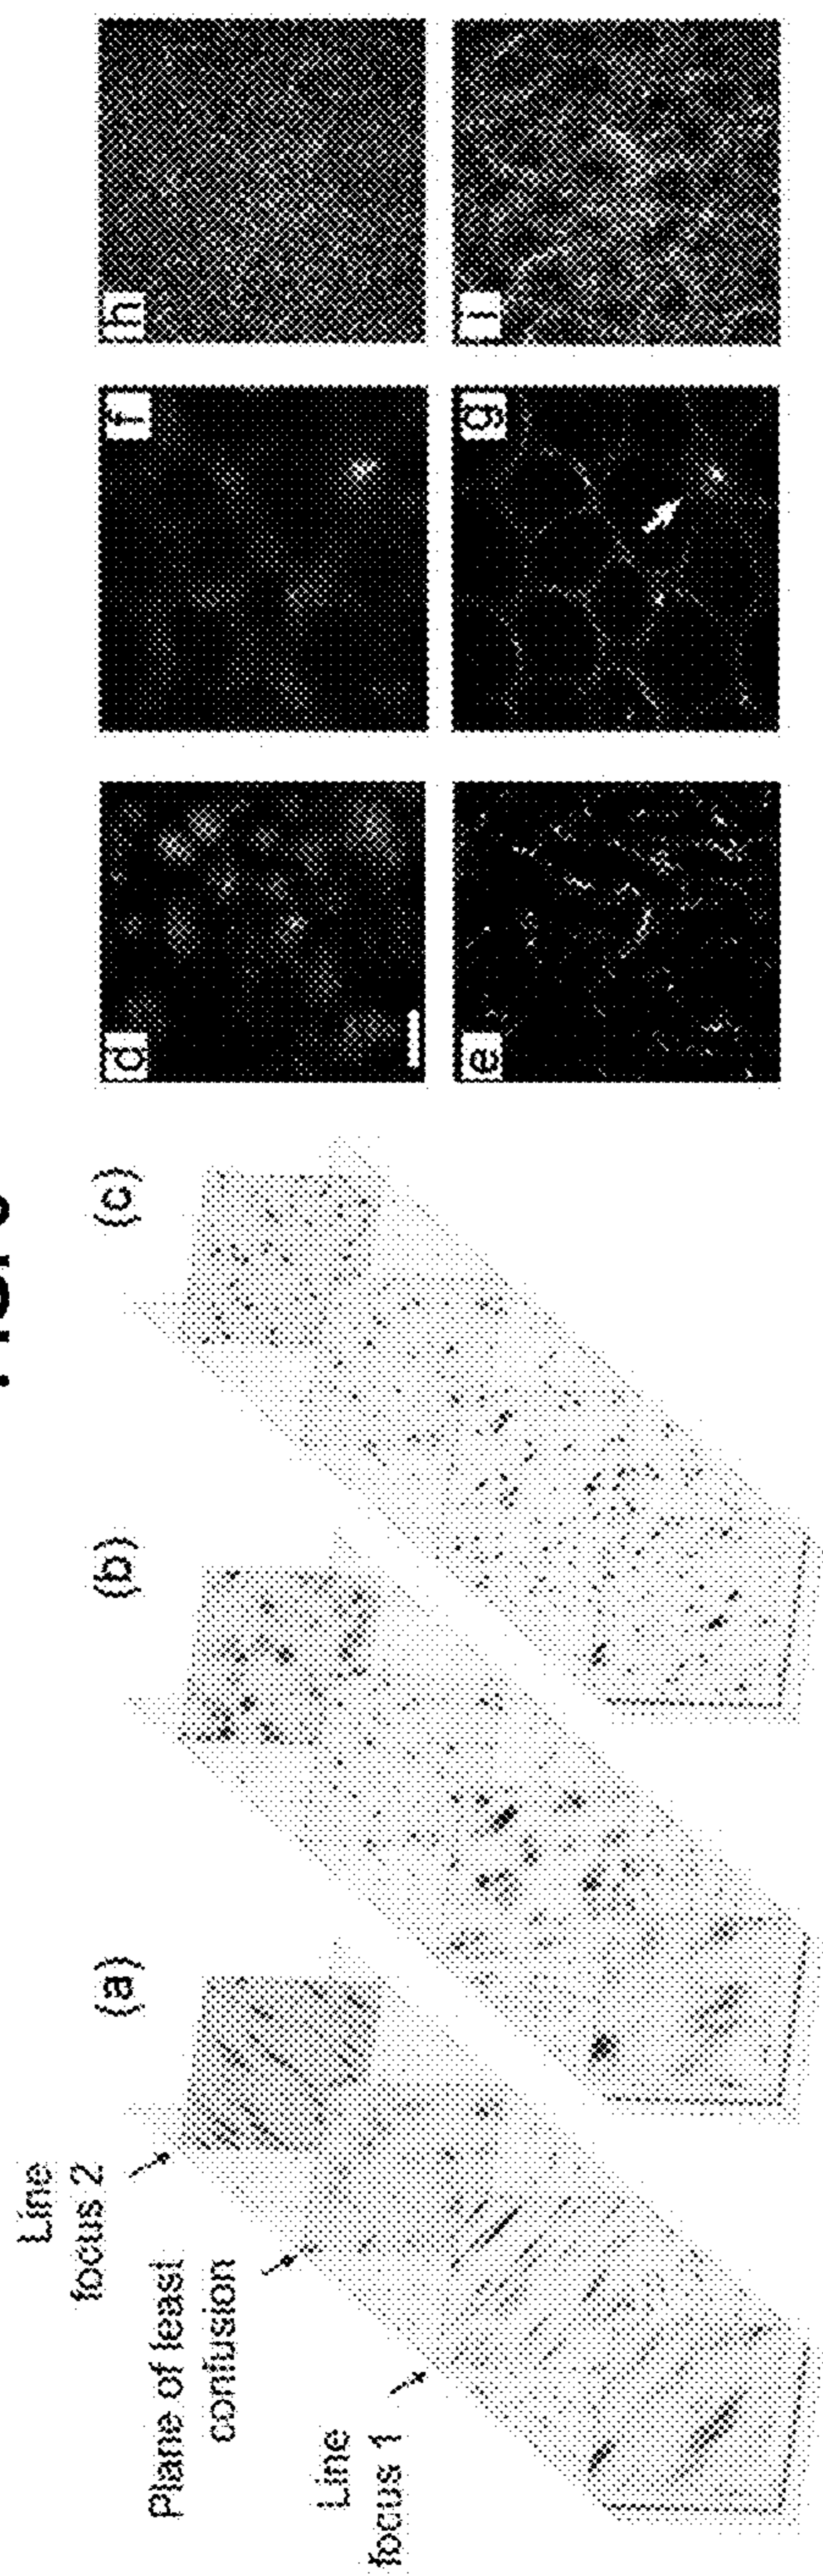 Line
focus 2
Plane of least
confusion
Line
focus 1
(a)
(b)
(c)
d
e
f
g
h
i